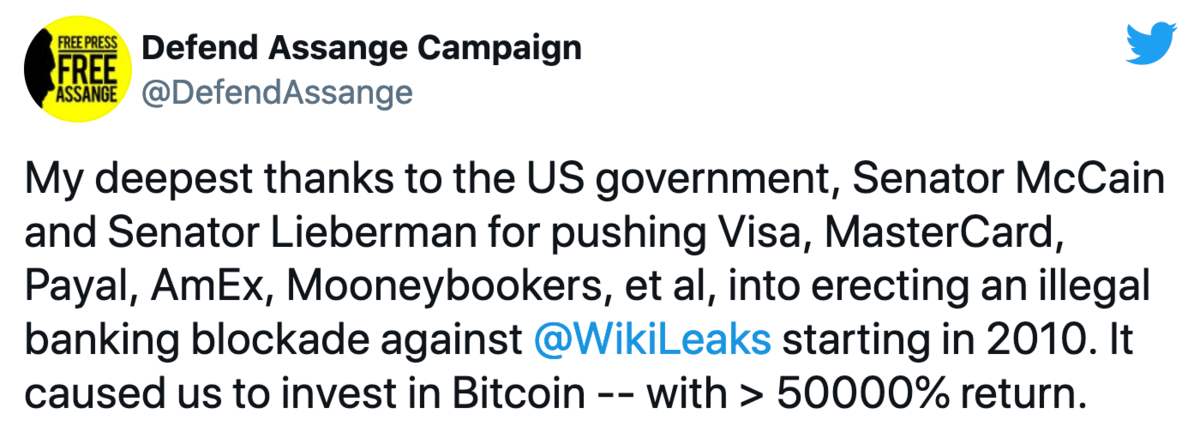 FREE PRESS
FREE
ASSANGE
Defend Assange Campaign
@DefendAssange
My deepest thanks to the US government, Senator McCain
and Senator Lieberman for pushing Visa, MasterCard,
Payal, AmEx, Mooneybookers, et al, into erecting an illegal
banking blockade against @WikiLeaks starting in 2010. It
caused us to invest in Bitcoin -- with > 50000% return.